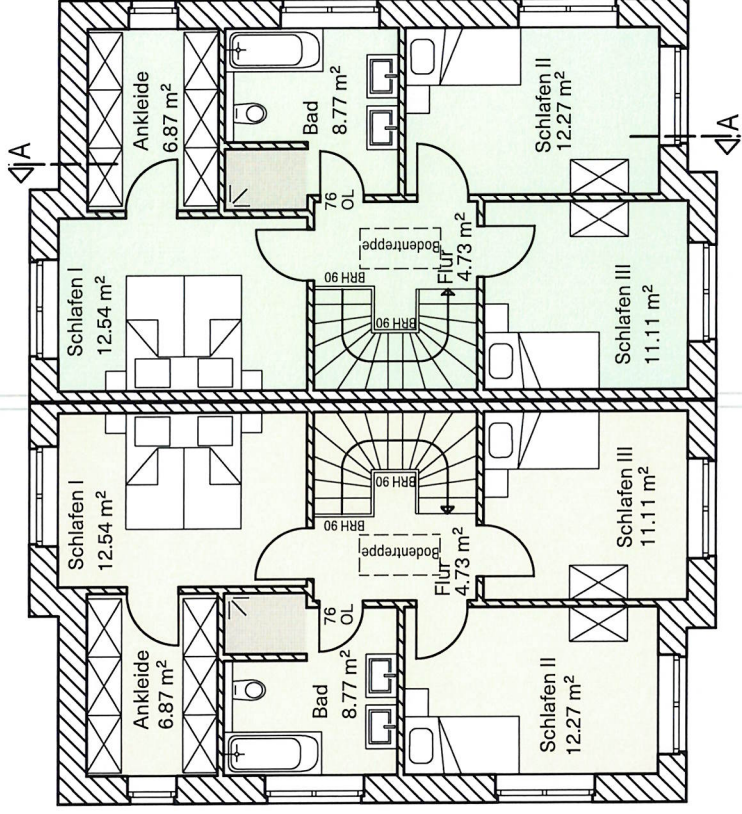 A
A
Ankleide
6.87 m²
Bad
8.77 m²
Schlafen II
12.27 m²
76
OL
Schlafen I
12.54 m²
Bodentreppe
Flur
4.73 m²
BRH 90
BRH 90
Schlafen III
11.11 m²
Schlafen I
12.54 m²
BRH 90
BRH 90
Bodentreppe
Flur
4.73 m²
Schlafen III
11.11 m²
76
OL
Ankleide
6.87 m²
Bad
8.77 m²
Schlafen II
12.27 m²